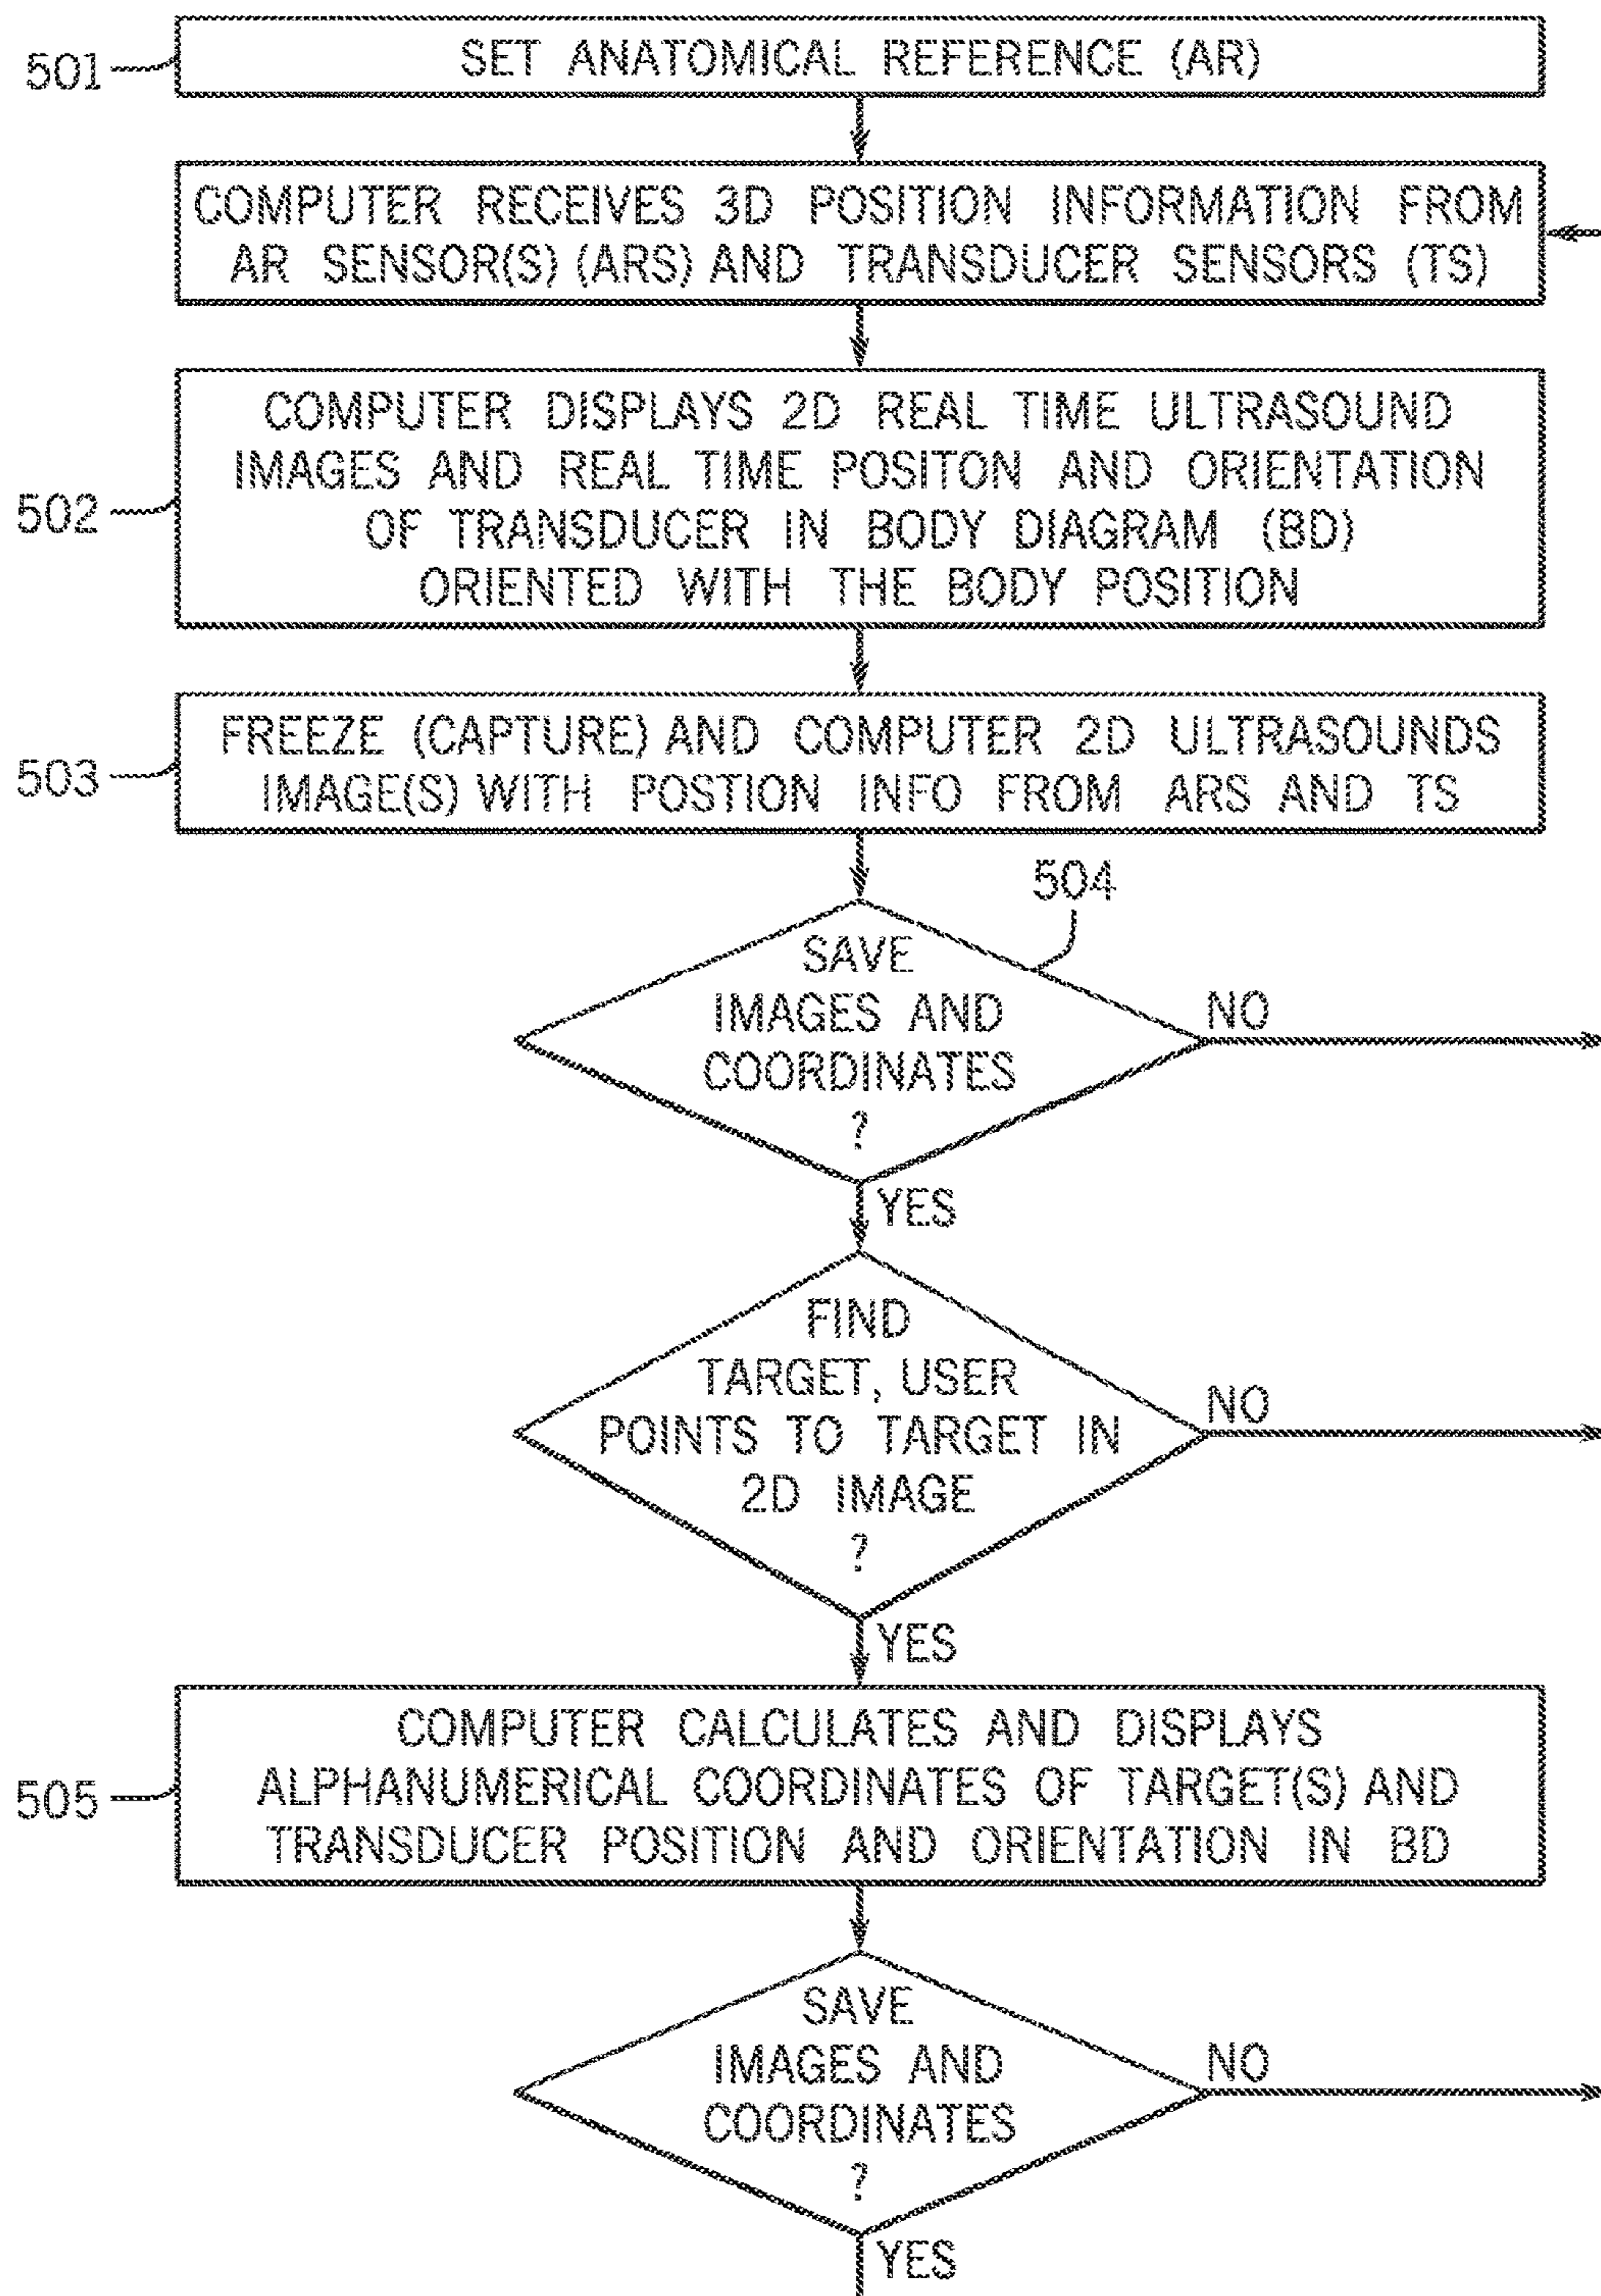 501
SET ANATOMICAL REFERENCE (AR)
COMPUTER RECEIVES 3D POSITION INFORMATION FROM
AR SENSOR(S) (ARS) AND TRANSDUCER SENSORS (TS)
502
COMPUTER DISPLAYS 2D REAL TIME ULTRASOUND
IMAGES AND REAL TIME POSITON AND ORIENTATION
OF TRANSDUCER IN BODY DIAGRAM (BD)
ORIENTED WITH THE BODY POSITION
503
FREEZE (CAPTURE) AND COMPUTER 2D ULTRASOUNDS
IMAGE(S) WITH POSTION INFO FROM ARS AND TS
504
SAVE
IMAGES AND
COORDINATES
?
NO
YES
FIND
TARGET, USER
POINTS TO TARGET IN
2D IMAGE
?
NO
YES
505
COMPUTER CALCULATES AND DISPLAYS
ALPHANUMERICAL COORDINATES OF TARGET(S) AND
TRANSDUCER POSITION AND ORIENTATION IN BD
SAVE
IMAGES AND
COORDINATES
?
NO
YES